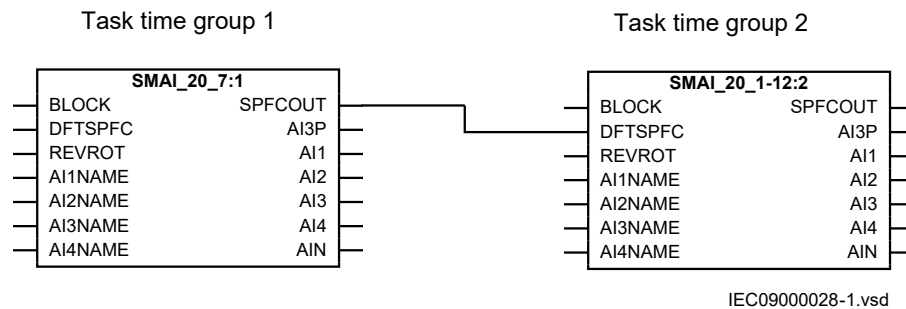 Task time group 1
Task time group 2
SMAI_20_7:1
BLOCK SPFCOUT
DFTSPFC AI3P
REVROT AI1
AI1NAME AI2
AI2NAME AI3
AI3NAME AI4
AI4NAME AIN
SMAI_20_1-12:2
BLOCK SPFCOUT
DFTSPFC AI3P
REVROT AI1
AI1NAME AI2
AI2NAME AI3
AI3NAME AI4
AI4NAME AIN
IEC09000028-1.vsd